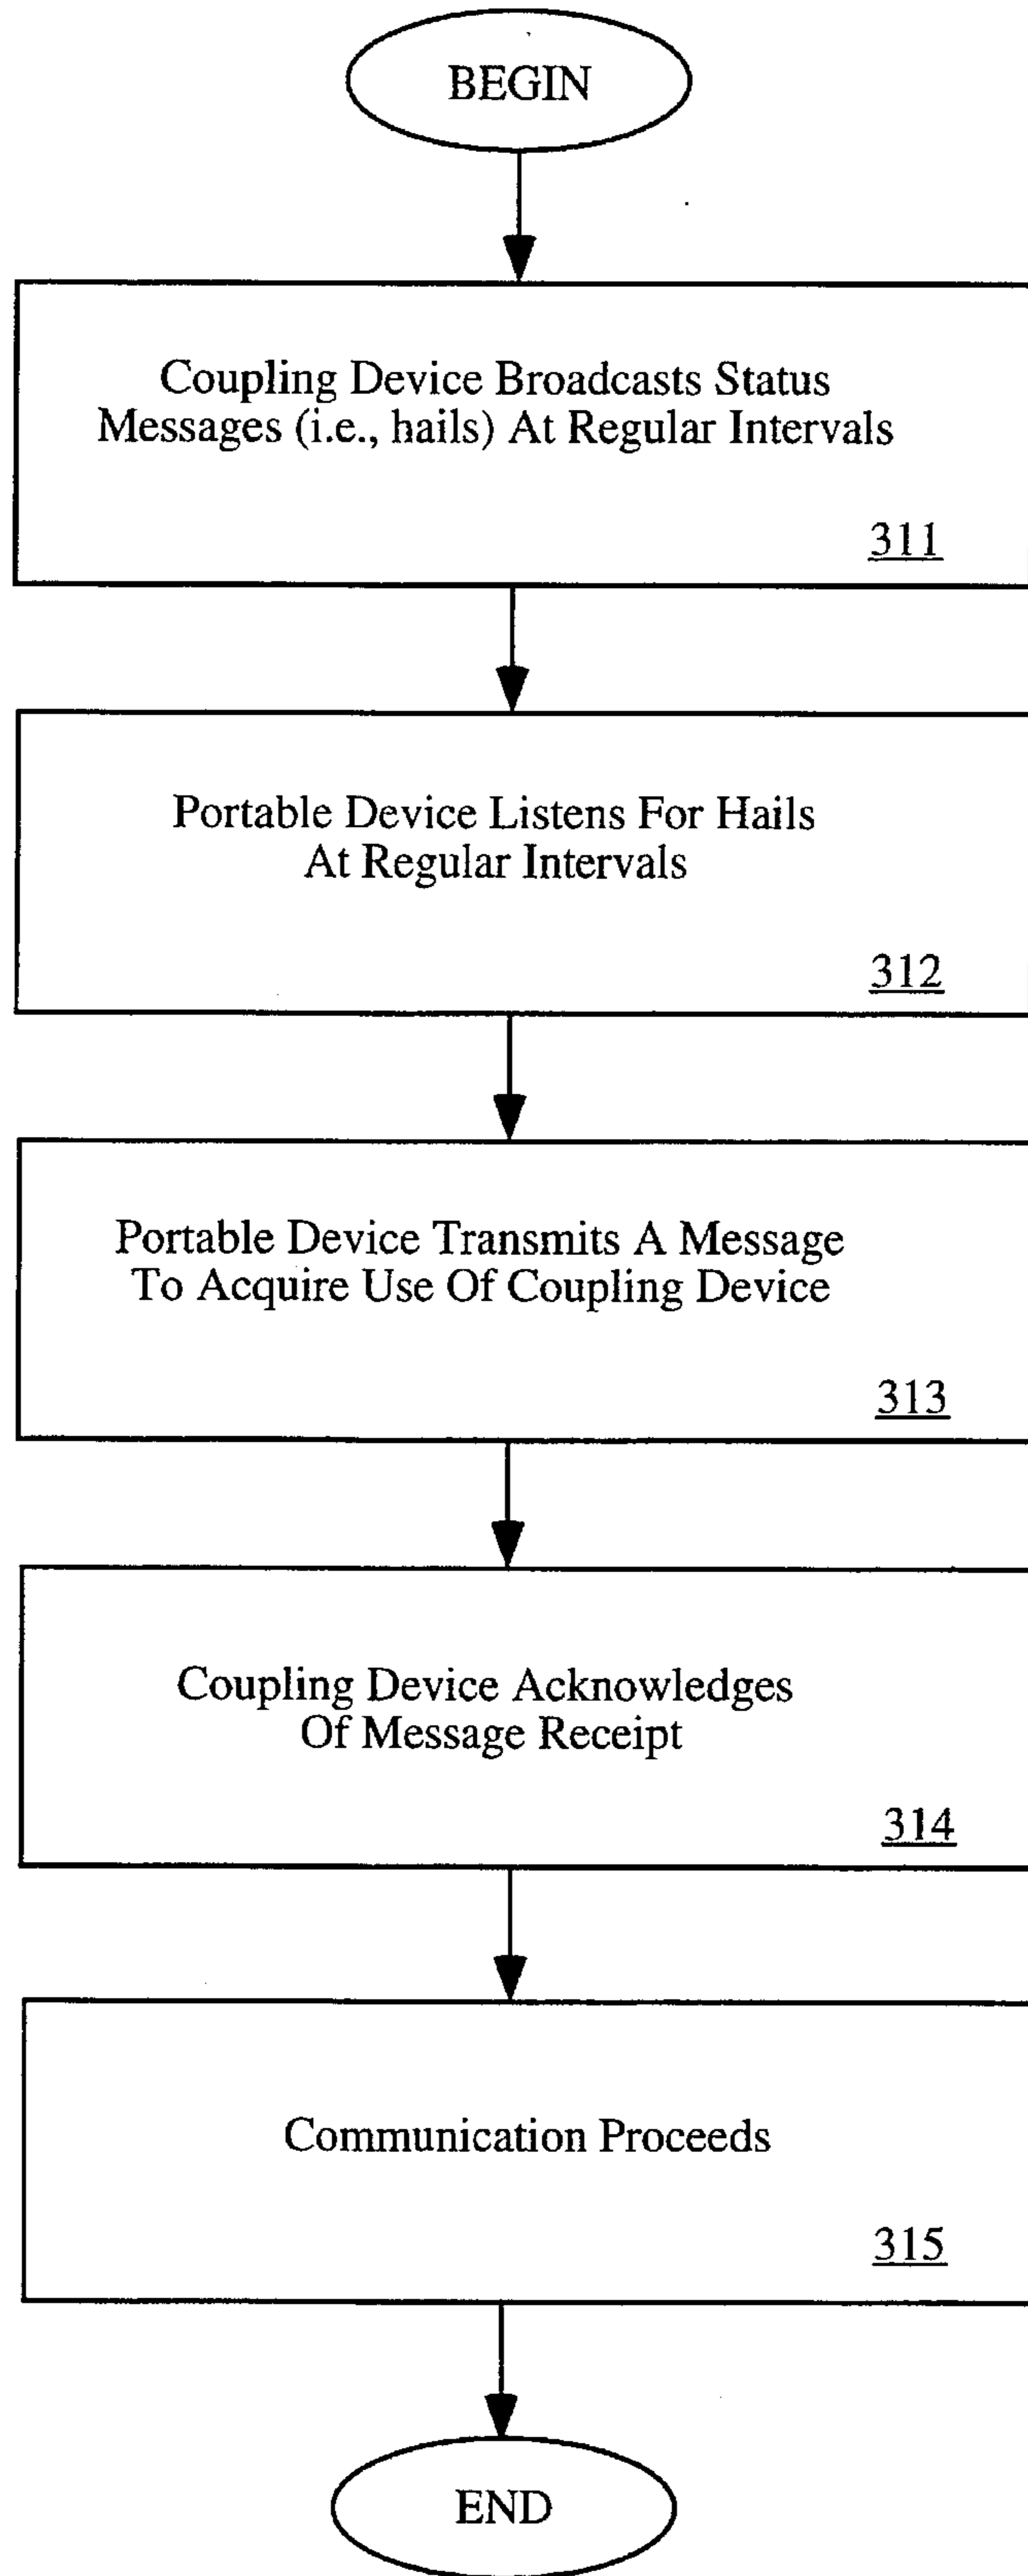 BEGIN
Coupling Device Broadcasts Status
Messages (i.e., hails) At Regular Intervals
311
Portable Device Listens For Hails
At Regular Intervals
312
Portable Device Transmits A Message
To Acquire Use Of Coupling Device
313
Coupling Device Acknowledges
Of Message Receipt
314
Communication Proceeds
315
END